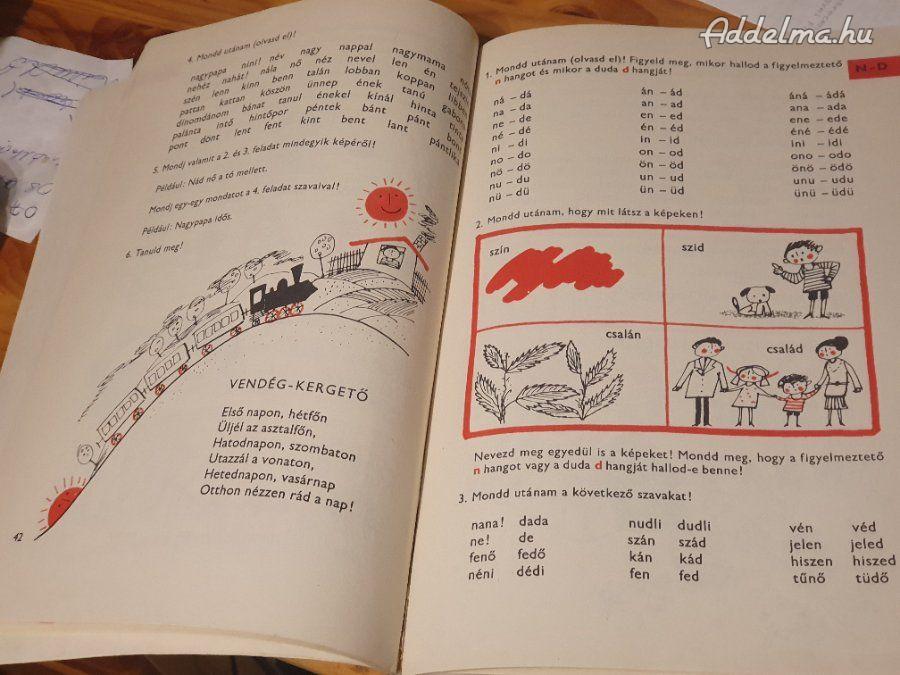 Addelma.hu
4. Mondd utánam (olvasd el)!
nagypapa nini! név nagy nappal nagymama
nehéz nahát! nála nő néz nevel len én
szén lenn kinn benn talán lobban koppan
pattan kattan köszön ünnep ének tanú
dínomdánom bánat tanul énekel kínál hinta
palánta intő hintőpor péntek bánt pánt
pont dönt lent fent kint bent lant pántlika
5. Mondj valamit a 2. és 3. feladat mindegyik képéről!
Például: Nád nő a tó mellett.
Mondj egy-egy mondatot a 4. feladat szavaival!
Például: Nagypapa idős.
6. Tanuld meg!
VENDÉG-KERGETŐ
Első napon, hétfőn
Üljél az asztalfőn,
Hatodnapon, szombaton
Utazzál a vonaton,
Hetednapon, vasárnap
Otthon nézzen rád a nap!
42
1. Mondd utánam (olvasd el)! Figyeld meg, mikor hallod a figyelmeztető
n hangot és mikor a duda d hangját!
N-D
ná – dá án – ád áná – ádá
na – da an – ad ana – ada
ne – de en – ed ene – ede
né – dé én – éd éné – édé
ni – di in – id ini – idi
no – do on – od ono – odo
nö – dö ön – öd önö – ödö
nu – du un – ud unu – udu
nü – dü ün – üd ünü – üdü
2. Mondd utánam, hogy mit látsz a képeken!
szín szid
csalán család
Nevezd meg egyedül is a képeket! Mondd meg, hogy a figyelmeztető
n hangot vagy a duda d hangját hallod-e benne!
3. Mondd utánam a következő szavakat!
nana! dada nudli dudli vén véd
ne! de szán szád jelen jeled
fenő fedő kán kád hiszen hiszed
néni dédi fen fed tűnő tüdő